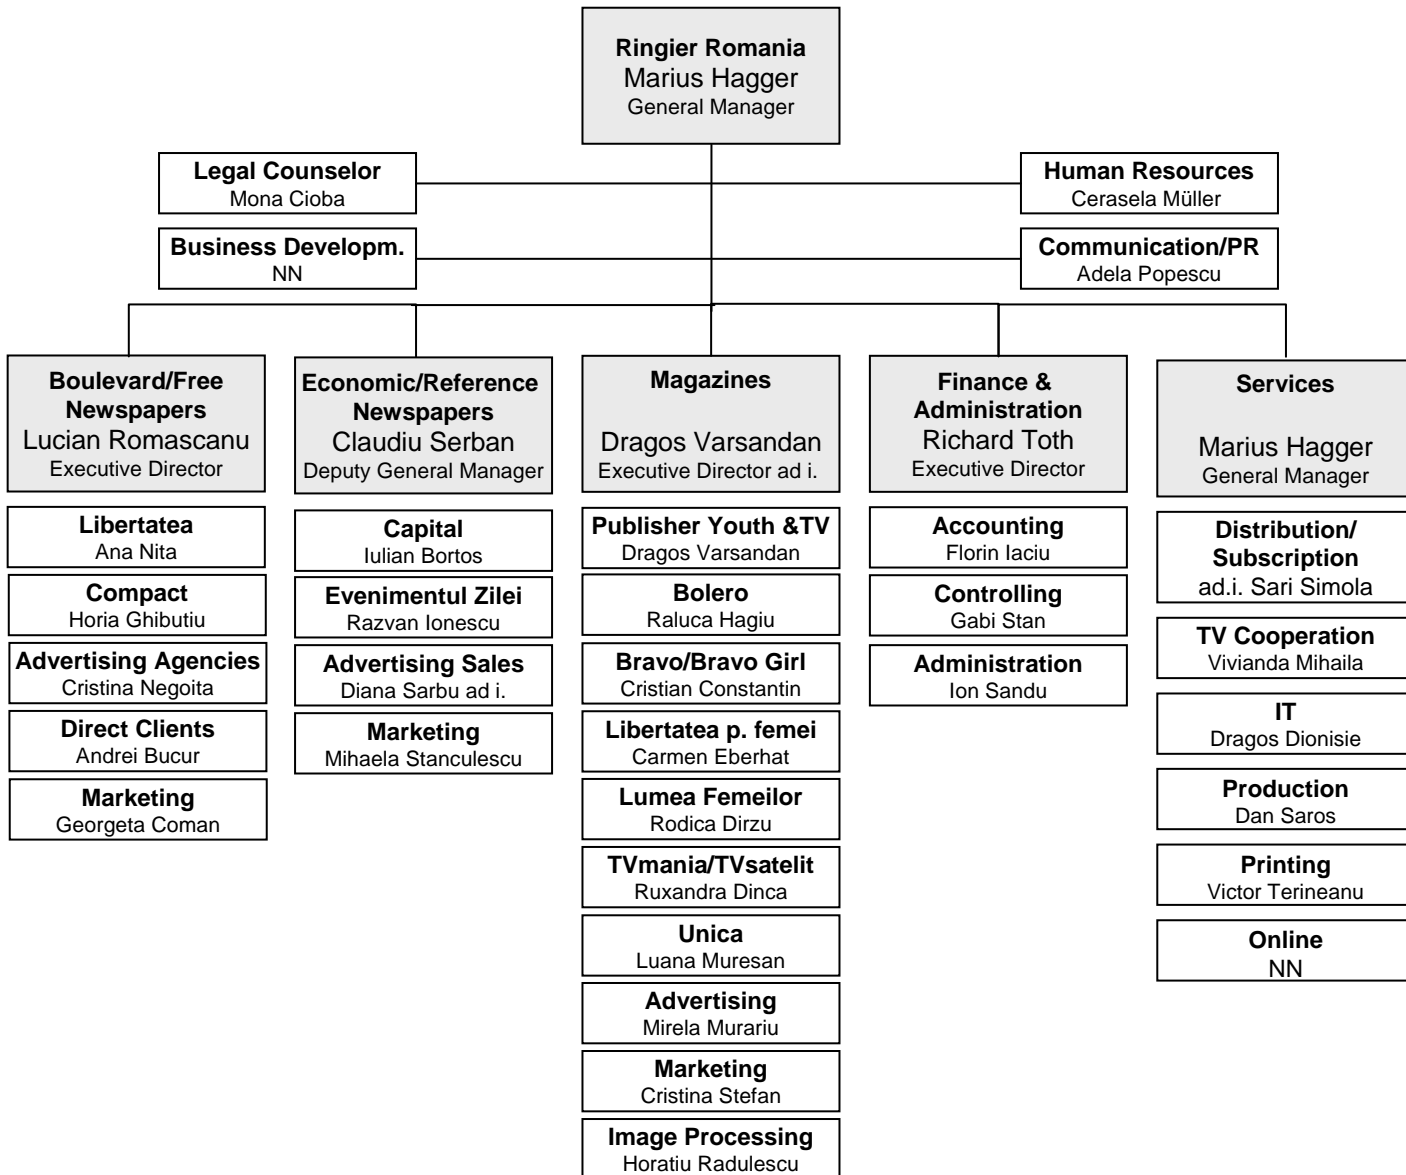 Ringier Romania
Marius Hagger
General Manager
Legal Counselor
Mona Cioba
Human Resources
Cerasela Müller
Business Developm.
NN
Communication/PR
Adela Popescu
Boulevard/Free
Newspapers
Lucian Romascanu
Executive Director
Libertatea
Ana Nita
Compact
Horia Ghibutiu
Advertising Agencies
Cristina Negoita
Direct Clients
Andrei Bucur
Marketing
Georgeta Coman
Economic/Reference
Newspapers
Claudiu Serban
Deputy General Manager
Capital
Iulian Bortos
Evenimentul Zilei
Razvan Ionescu
Advertising Sales
Diana Sarbu ad i.
Marketing
Mihaela Stanculescu
Magazines
Dragos Varsandan
Executive Director ad i.
Publisher Youth &TV
Dragos Varsandan
Bolero
Raluca Hagiu
Bravo/Bravo Girl
Cristian Constantin
Libertatea p. femei
Carmen Eberhat
Lumea Femeilor
Rodica Dirzu
TVmania/TVsatelit
Ruxandra Dinca
Unica
Luana Muresan
Advertising
Mirela Murariu
Marketing
Cristina Stefan
Image Processing
Horatiu Radulescu
Finance &
Administration
Richard Toth
Executive Director
Accounting
Florin Iaciu
Controlling
Gabi Stan
Administration
Ion Sandu
Services
Marius Hagger
General Manager
Distribution/
Subscription
ad.i. Sari Simola
TV Cooperation
Vivianda Mihaila
IT
Dragos Dionisie
Production
Dan Saros
Printing
Victor Terineanu
Online
NN